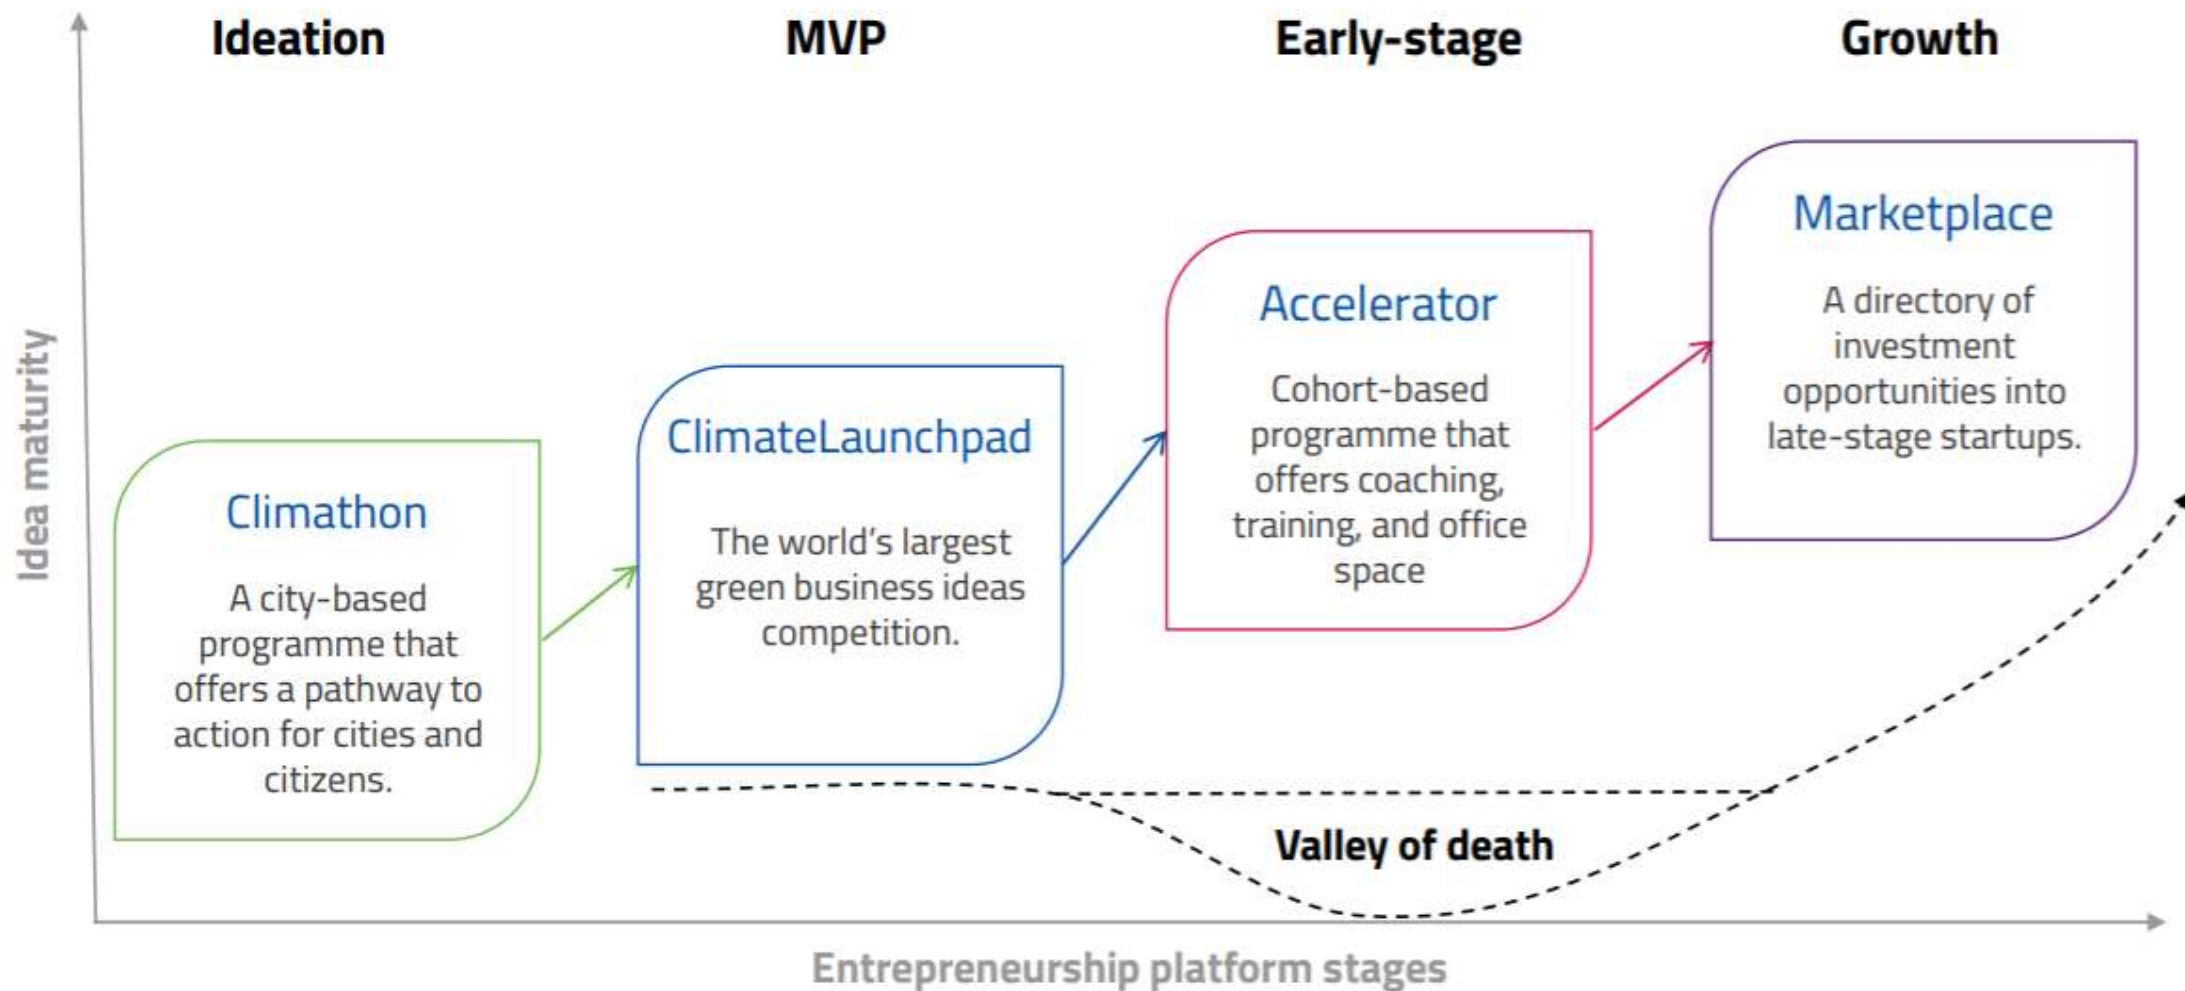 Ideation
MVP
Early-stage
Growth
Idea maturity
Climathon
A city-based
programme that
offers a pathway to
action for cities and
citizens.
ClimateLaunchpad
The world's largest
green business ideas
competition.
Accelerator
Cohort-based
programme that
offers coaching,
training, and office
space
Marketplace
A directory of
investment
opportunities into
late-stage startups.
Valley of death
Entrepreneurship platform stages